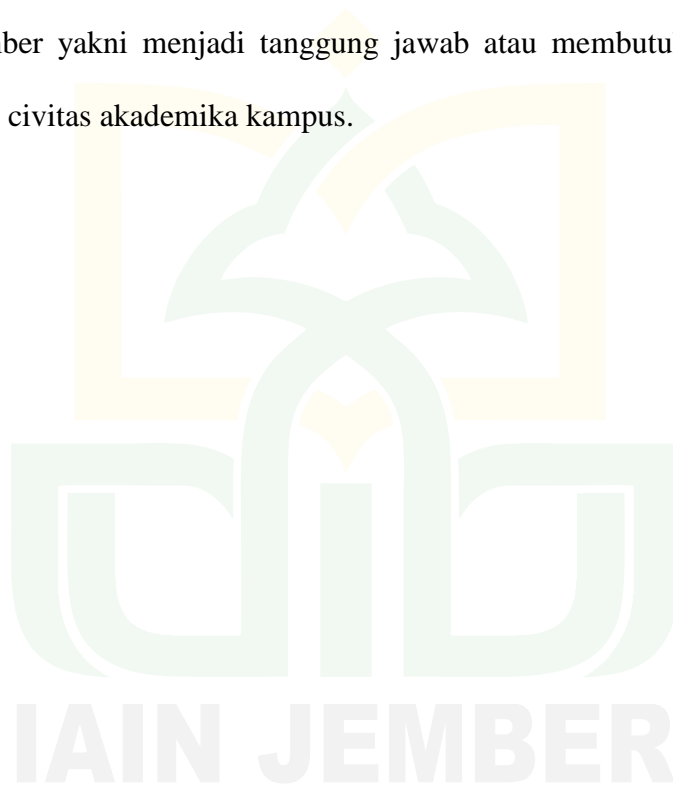 ber yakni menjadi tanggung jawab atau membutu
civitas akademika kampus.
IAIN JEMBER